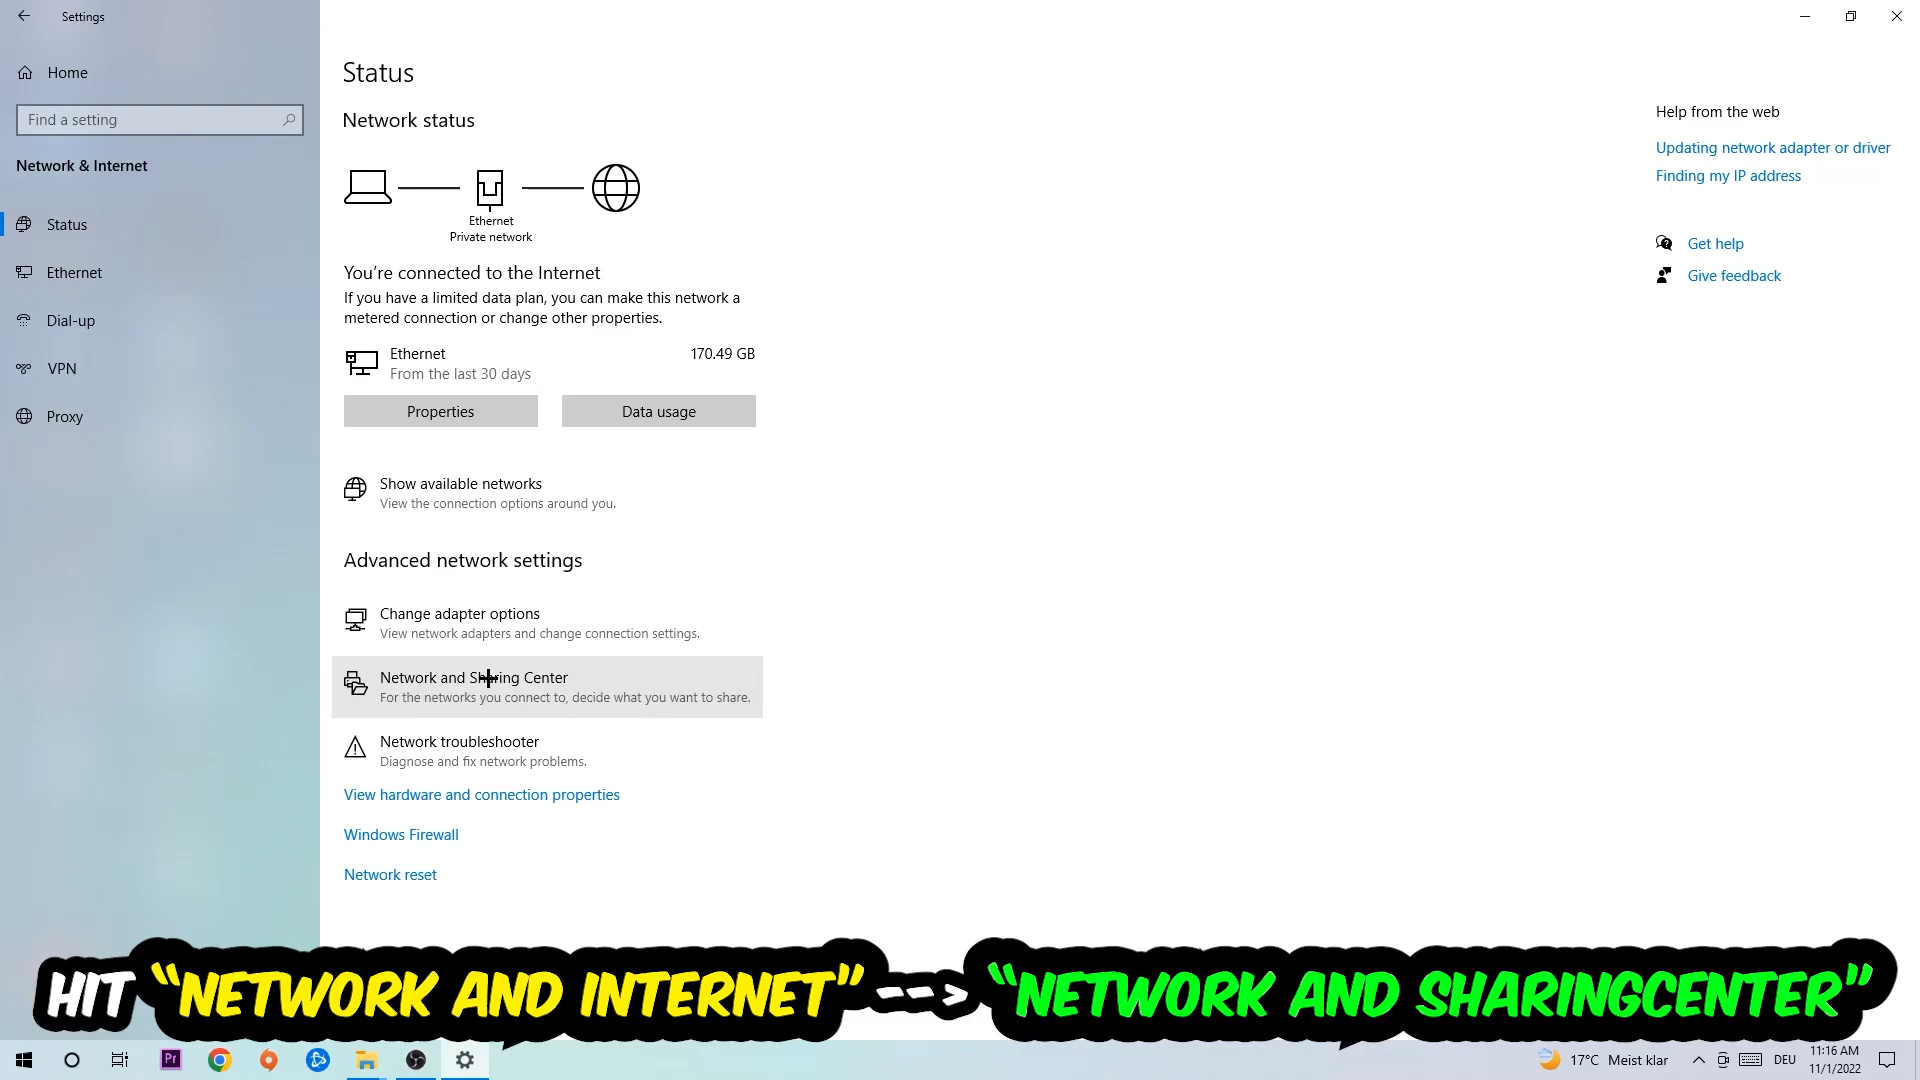 Settings
Home
Find a setting
Network & Internet
Status
Ethernet
Dial-up
VPN
Proxy
Status
Network status
Ethernet
Private network
You're connected to the Internet
If you have a limited data plan, you can make this network a
metered connection or change other properties.
Ethernet 170.49 GB
From the last 30 days
Properties Data usage
Show available networks
View the connection options around you.
Advanced network settings
Change adapter options
View network adapters and change connection settings.
Network and Sharing Center
For the networks you connect to, decide what you want to share.
Network troubleshooter
Diagnose and fix network problems.
View hardware and connection properties
Windows Firewall
Network reset
Help from the web
Updating network adapter or driver
Finding my IP address
Get help
Give feedback
HIT "NETWORK AND INTERNET" --> "NETWORK AND SHARINGCENTER"
Pr
17°C Meist klar
DEU
11:16 AM
11/1/2022